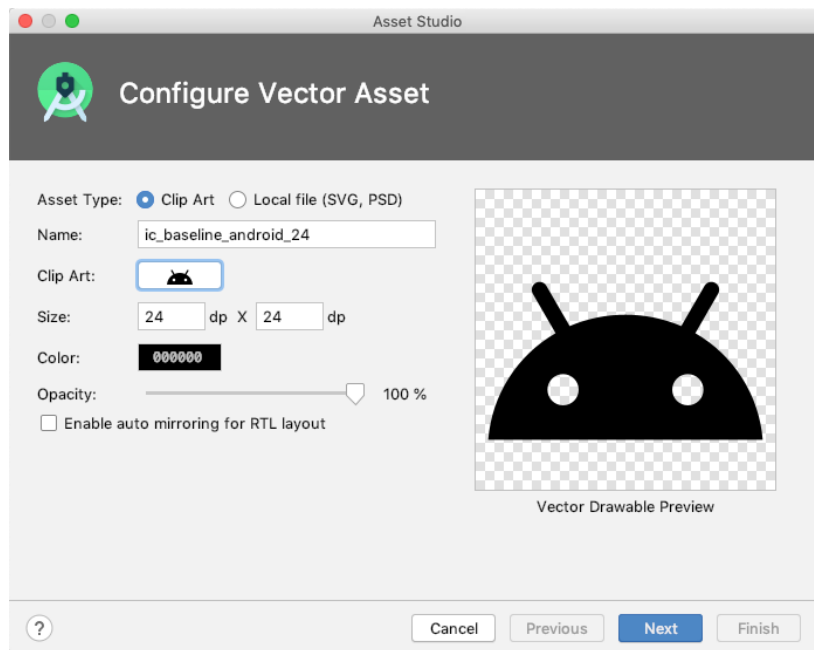 Asset Studio
Configure Vector Asset
Asset Type: Clip Art Local file (SVG, PSD)
Name: ic_baseline_android_24
Clip Art:
Size: 24 dp X 24 dp
Color: 000000
Opacity: 100 %
Enable auto mirroring for RTL layout
Vector Drawable Preview
? Cancel Previous Next Finish